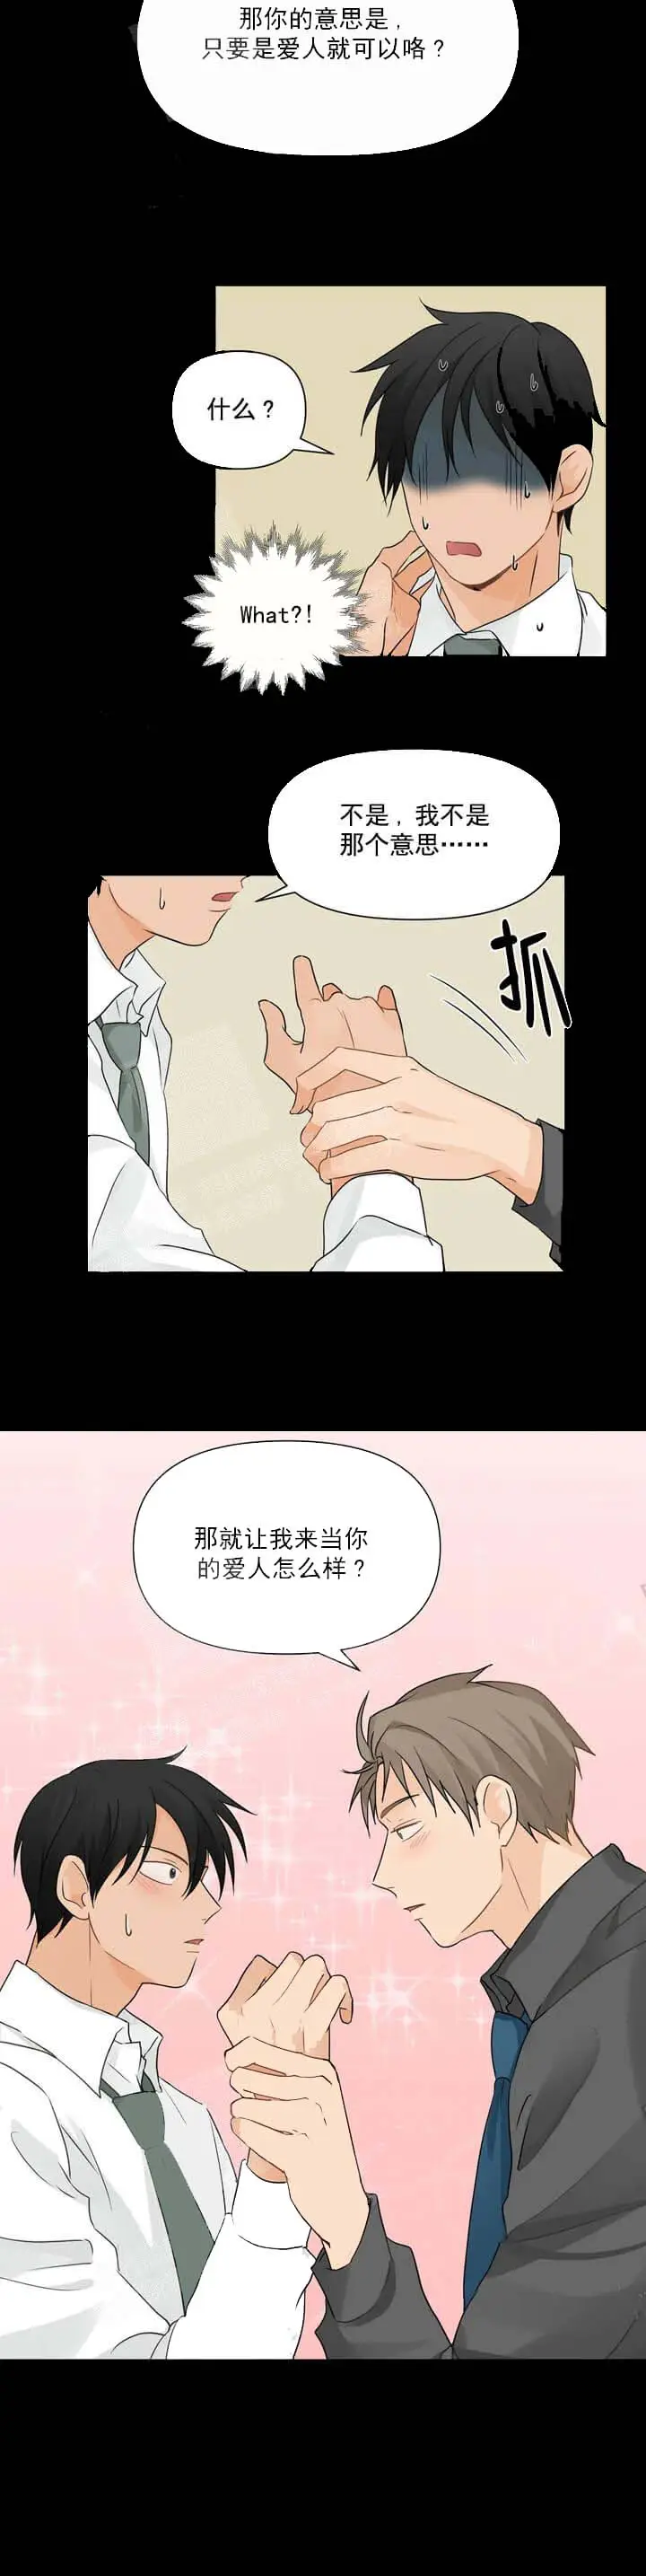 那你的意思是，
只要是爱人就可以咯？
什么？
What?!
不是，我不是
那个意思……
抓
那就让我来当你
的爱人怎么样？